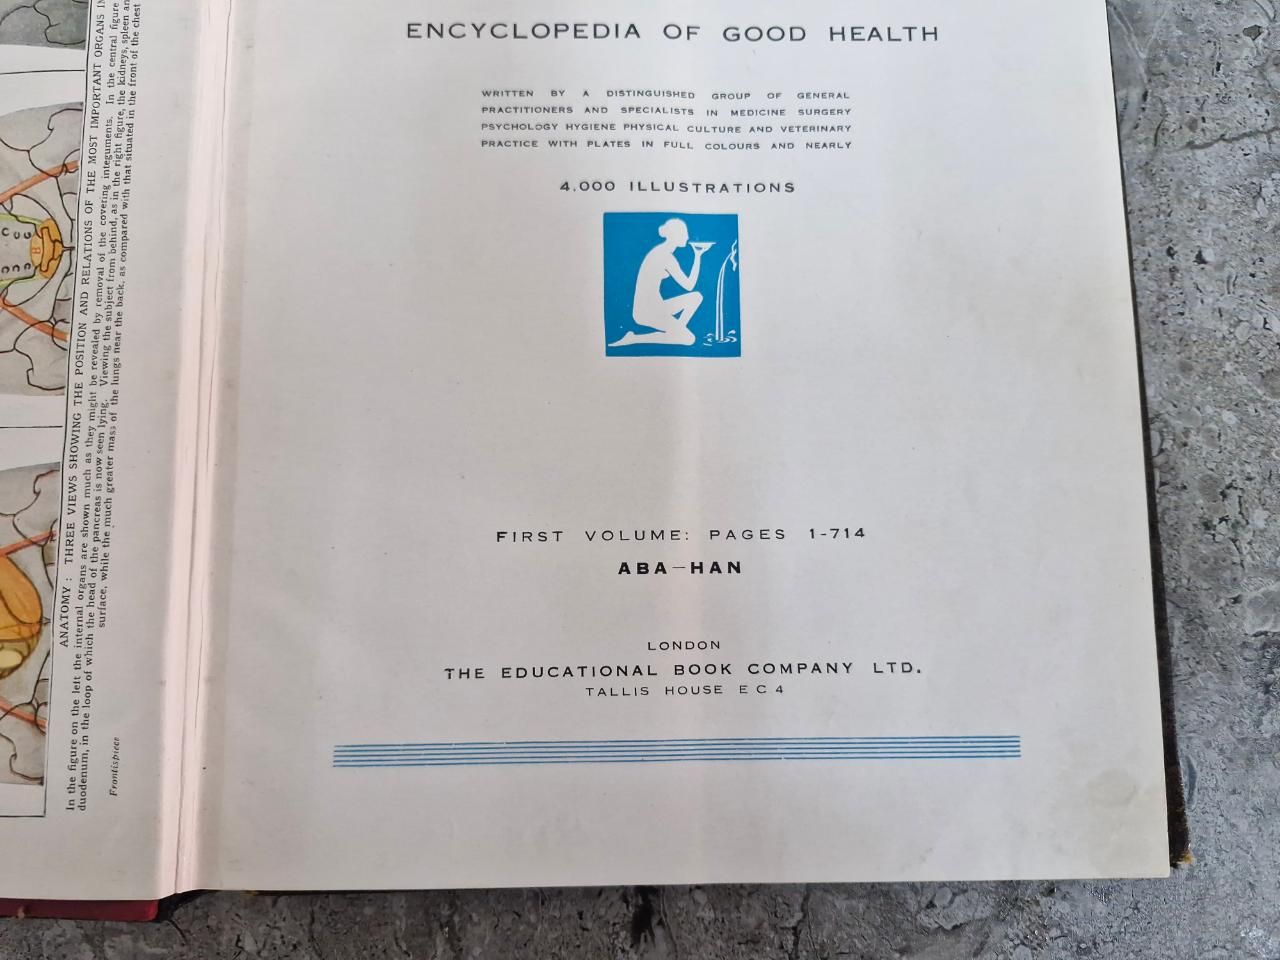 ANATOMY: THREE VIEWS SHOWING THE POSITION AND RELATIONS OF THE MOST IMPORTANT ORGANS IN
In the figure on the left the internal organs are shown much as they might be revealed by removal of the covering integuments. In the central figure
duodenum, in the loop of which the head of the pancreas is now seen lying. Viewing the subject from behind, as in the right figure, the kidneys, spleen
surface, while the much greater mass of the lungs near the back, as compared with that situated in the front of the chest
Frontispiece
ENCYCLOPEDIA OF GOOD HEALTH
WRITTEN BY A DISTINGUISHED GROUP OF GENERAL
PRACTITIONERS AND SPECIALISTS IN MEDICINE SURGERY
PSYCHOLOGY HYGIENE PHYSICAL CULTURE AND VETERINARY
PRACTICE WITH PLATES IN FULL COLOURS AND NEARLY
4,000 ILLUSTRATIONS
FIRST VOLUME: PAGES 1-714
ABA—HAN
LONDON
THE EDUCATIONAL BOOK COMPANY LTD.
TALLIS HOUSE E C 4